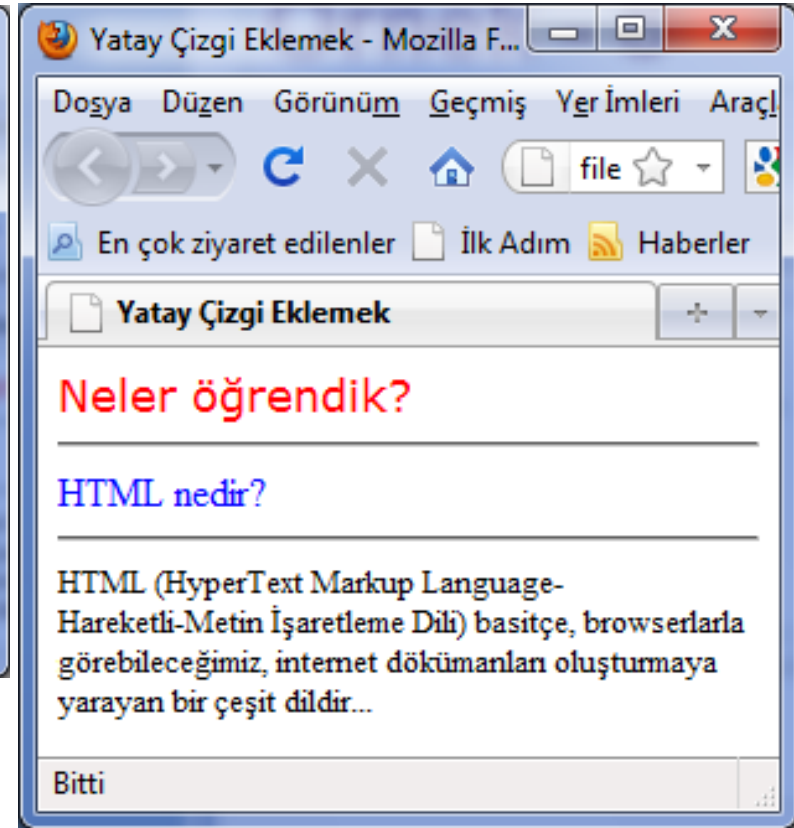 Yatay Çizgi Eklemek - Mozilla F...
Dosya Düzen Görünüm Geçmiş Yer İmleri Araçl
file
En çok ziyaret edilenler İlk Adım Haberler
Yatay Çizgi Eklemek
Neler öğrendik?
HTML nedir?
HTML (HyperText Markup Language-
Hareketli-Metin İşaretleme Dili) basitçe, browserlarla
görebileceğimiz, internet dökümanları oluşturmaya
yarayan bir çeşit dildir...
Bitti